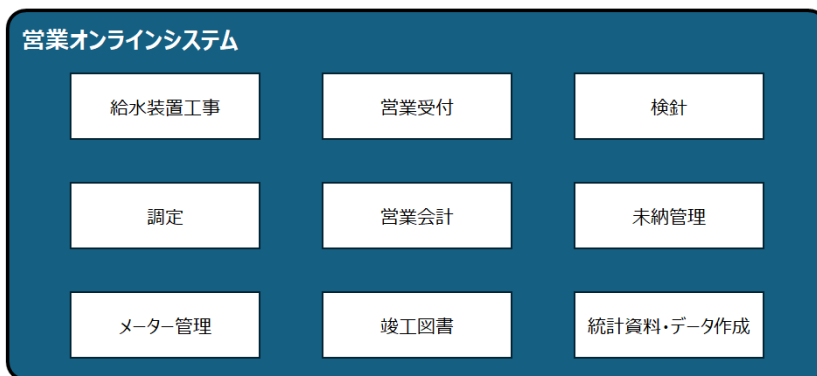 営業オンラインシステム
給水装置工事
営業受付
検針
調定
営業会計
未納管理
メーター管理
竣工図書
統計資料・データ作成